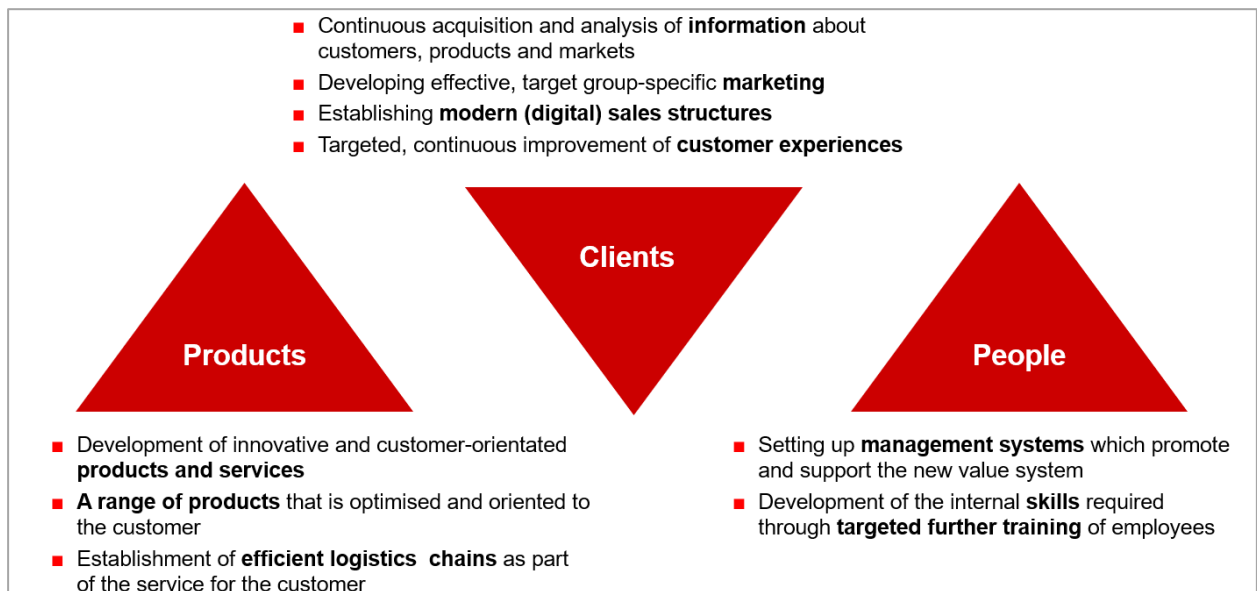 Continuous acquisition and analysis of information about
customers, products and markets
Developing effective, target group-specific marketing
Establishing modern (digital) sales structures
Targeted, continuous improvement of customer experiences
Clients
Products
People
Development of innovative and customer-orientated
products and services
A range of products that is optimised and oriented to
the customer
Establishment of efficient logistics chains as part
of the service for the customer
Setting up management systems which promote
and support the new value system
Development of the internal skills required
through targeted further training of employees